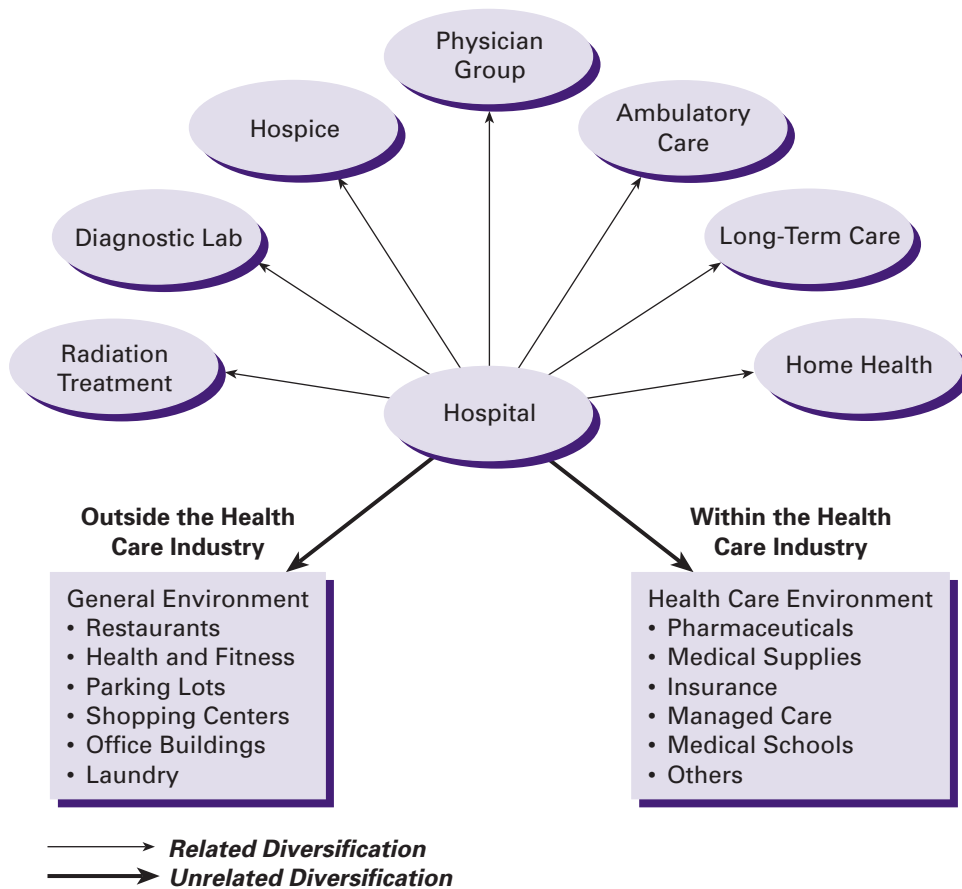 Physician
Group
Hospice
Ambulatory
Care
Diagnostic Lab
Long-Term Care
Radiation
Treatment
Home Health
Hospital
Outside the Health
Care Industry
Within the Health
Care Industry
General Environment
• Restaurants
• Health and Fitness
• Parking Lots
• Shopping Centers
• Office Buildings
• Laundry
Health Care Environment
• Pharmaceuticals
• Medical Supplies
• Insurance
• Managed Care
• Medical Schools
• Others
Related Diversification
Unrelated Diversification